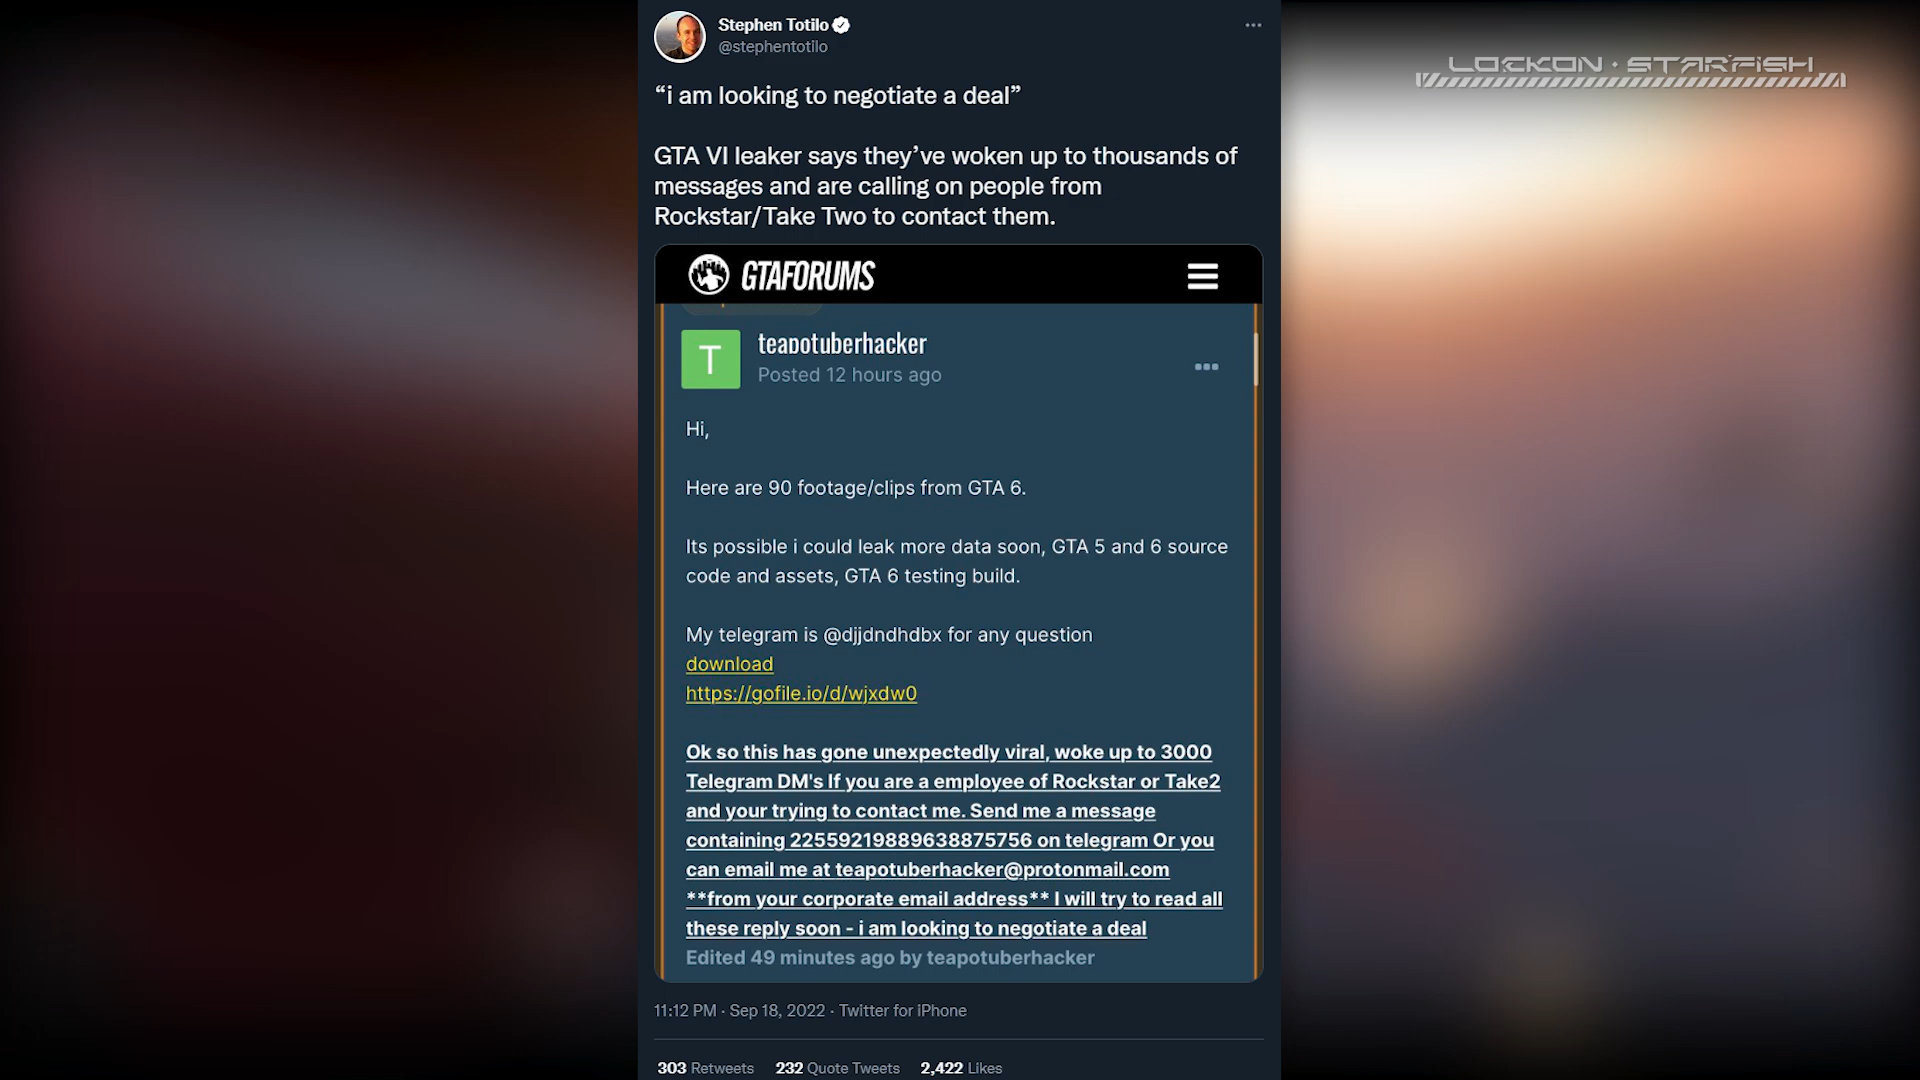 Stephen Totilo
@stephentotilo
LOCKON · STARFISH
“i am looking to negotiate a deal”
GTA VI leaker says they’ve woken up to thousands of
messages and are calling on people from
Rockstar/Take Two to contact them.
GTAFORUMS
T
teapotuberhacker
Posted 12 hours ago
Hi,
Here are 90 footage/clips from GTA 6.
Its possible i could leak more data soon, GTA 5 and 6 source
code and assets, GTA 6 testing build.
My telegram is @djjdndhdbx for any question
download
https://gofile.io/d/wjxdw0
Ok so this has gone unexpectedly viral, woke up to 3000
Telegram DM's If you are a employee of Rockstar or Take2
and your trying to contact me. Send me a message
containing 22559219889638875756 on telegram Or you
can email me at teapotuberhacker@protonmail.com
**from your corporate email address** I will try to read all
these reply soon - i am looking to negotiate a deal
Edited 49 minutes ago by teapotuberhacker
11:12 PM · Sep 18, 2022 · Twitter for iPhone
303 Retweets 232 Quote Tweets 2,422 Likes